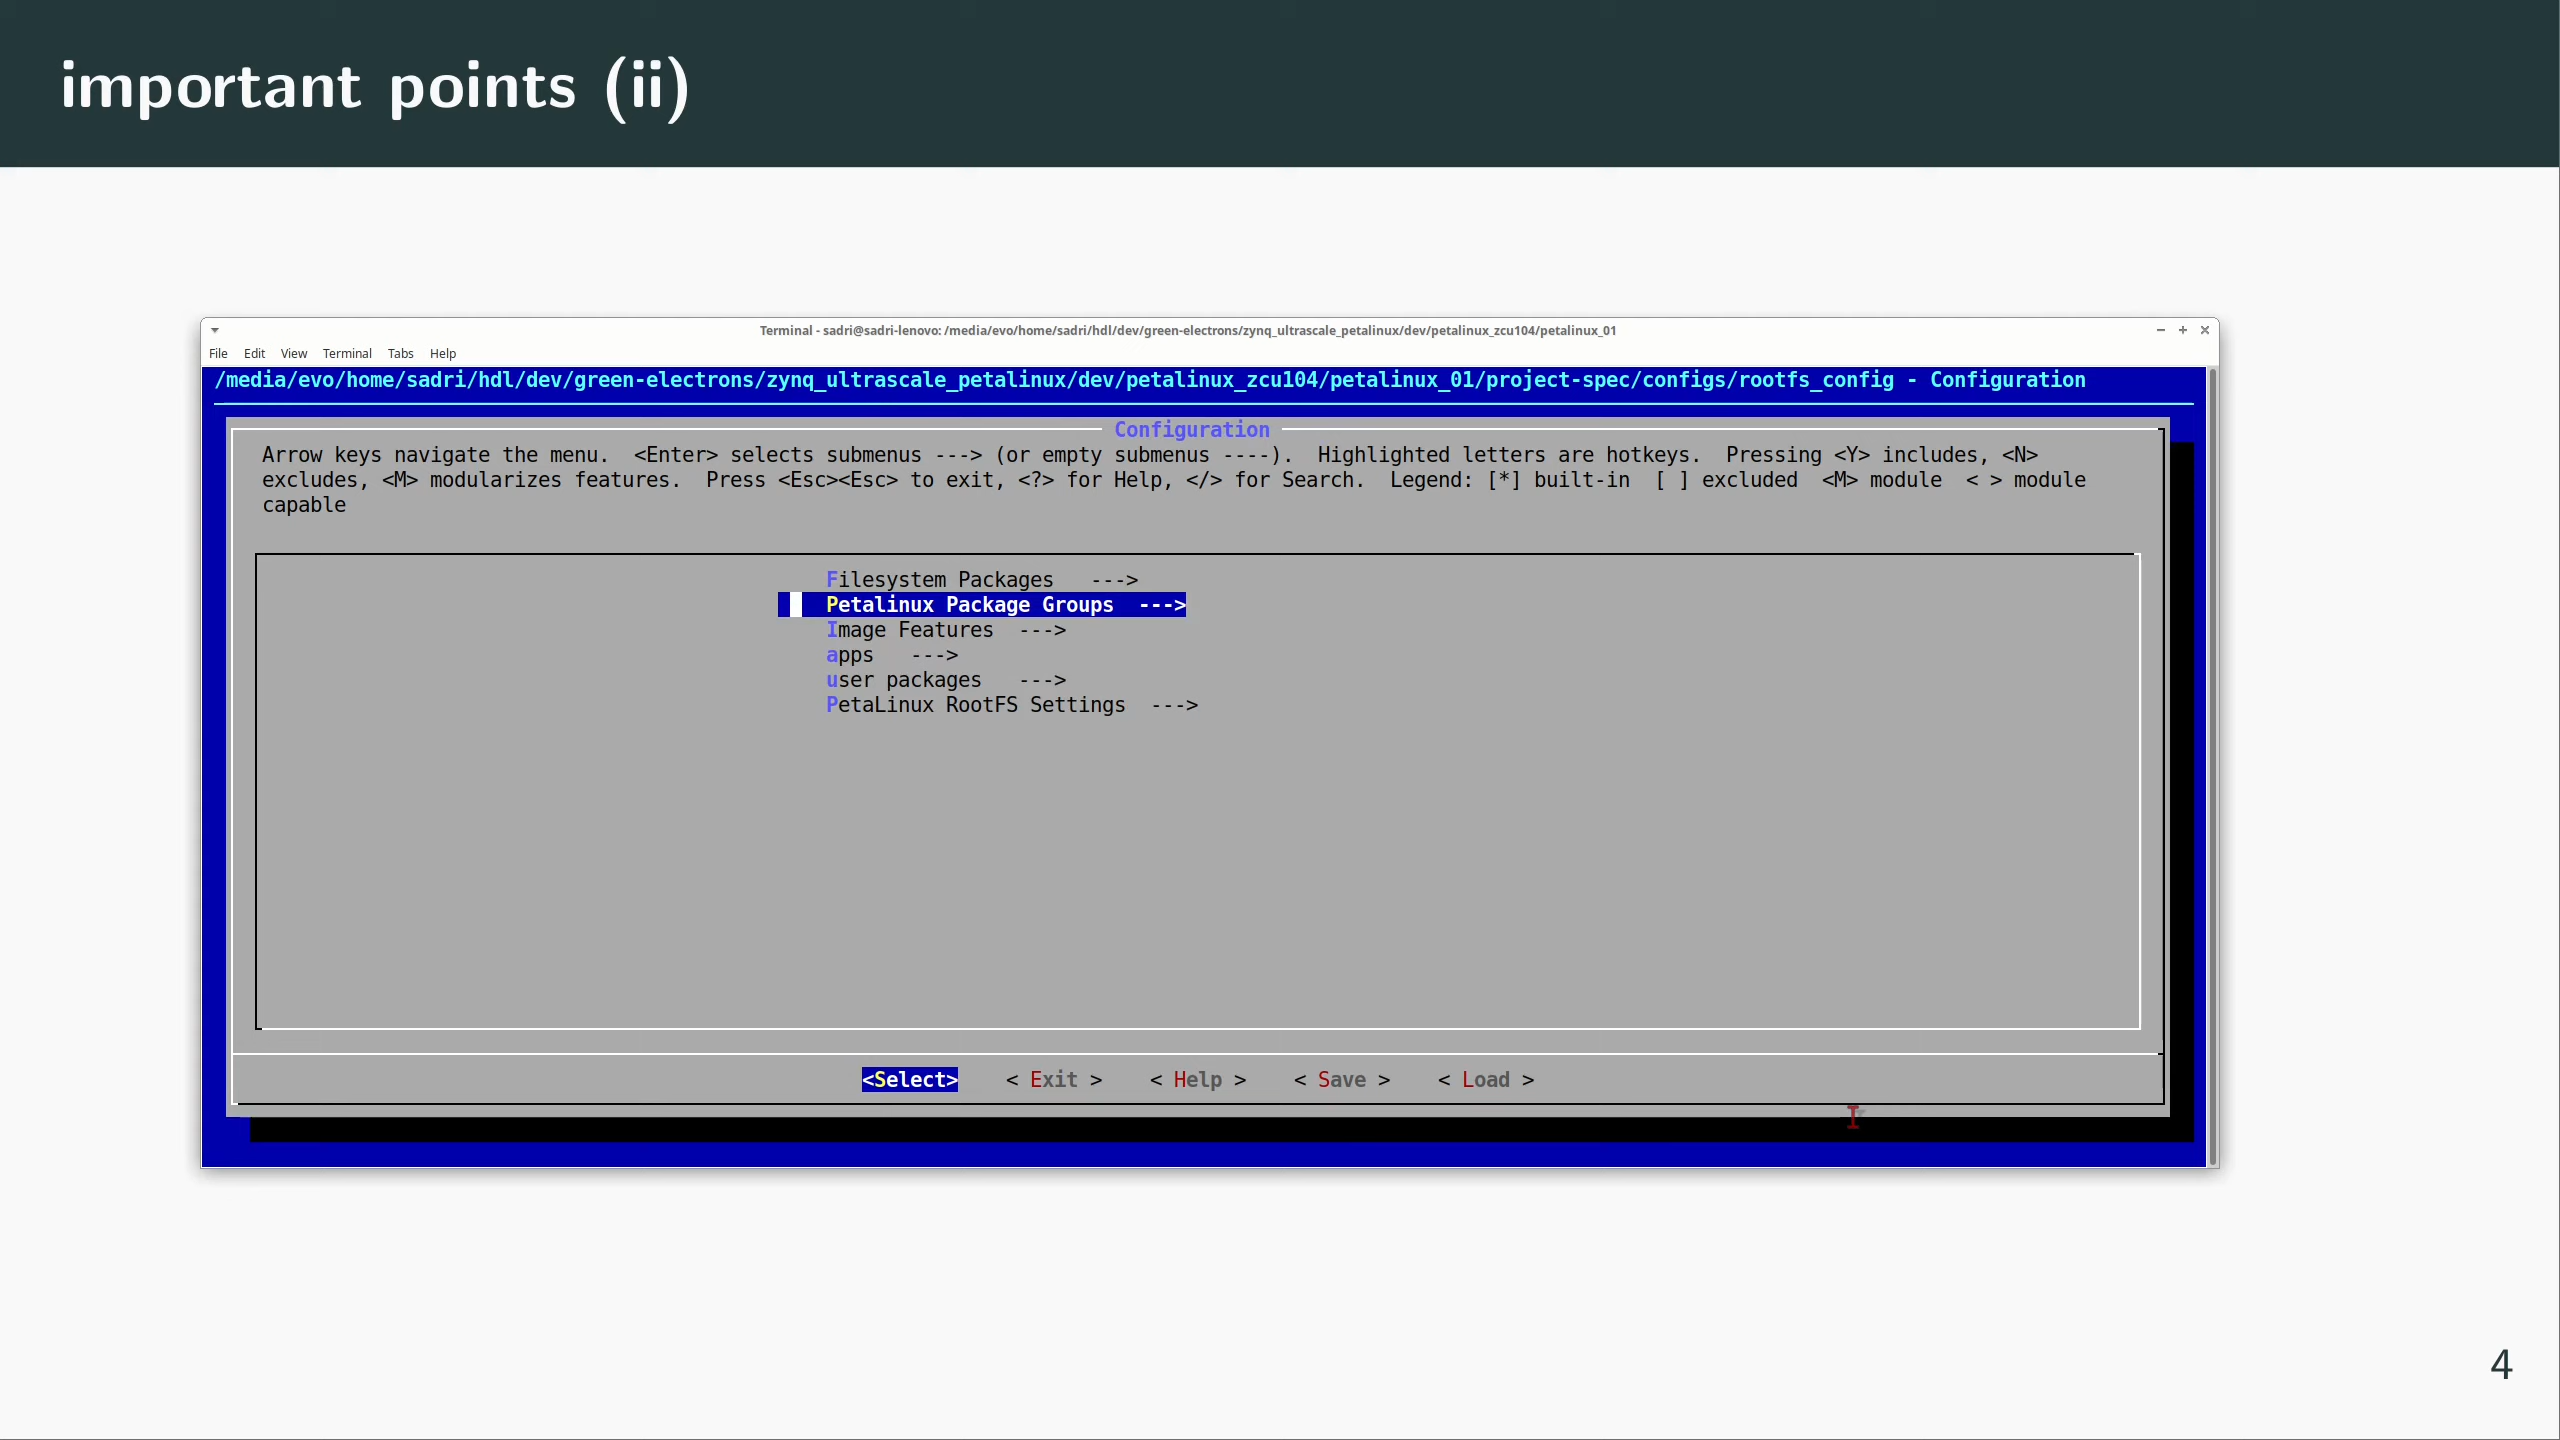 important points (ii)
Terminal - sadri@sadri-lenovo: /media/evo/home/sadri/hdl/dev/green-electrons/zynq_ultrascale_petalinux/dev/petalinux_zcu104/petalinux_01
File Edit View Terminal Tabs Help
/media/evo/home/sadri/hdl/dev/green-electrons/zynq_ultrascale_petalinux/dev/petalinux_zcu104/petalinux_01/project-spec/configs/rootfs_config - Configuration
Configuration
Arrow keys navigate the menu.  <Enter> selects submenus ---> (or empty submenus ----).  Highlighted letters are hotkeys.  Pressing <Y> includes, <N>
excludes, <M> modularizes features.  Press <Esc><Esc> to exit, <?> for Help, </> for Search.  Legend: [*] built-in  [ ] excluded  <M> module  < > module
capable
Filesystem Packages   --->
Petalinux Package Groups  --->
Image Features  --->
apps   --->
user packages   --->
PetaLinux RootFS Settings  --->
<Select>    < Exit >    < Help >    < Save >    < Load >
4